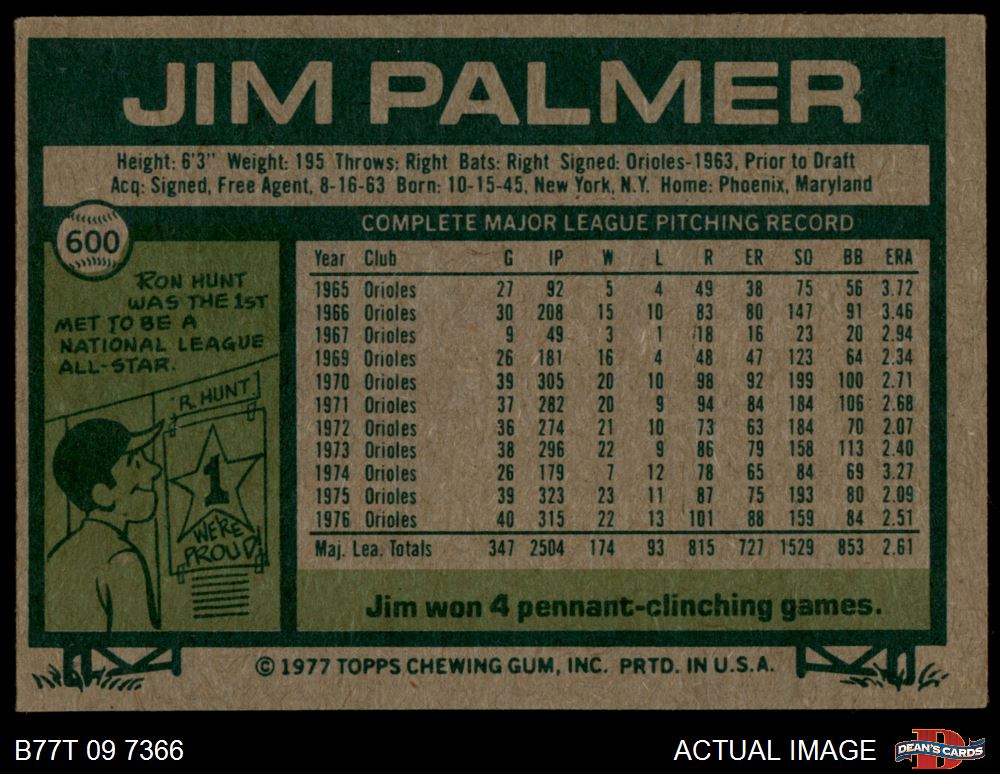 JIM PALMER
Height: 6'3" Weight: 195 Throws: Right Bats: Right Signed: Orioles-1963, Prior to Draft
Acq: Signed, Free Agent, 8-16-63 Born: 10-15-45, New York, N.Y. Home: Phoenix, Maryland
600
COMPLETE MAJOR LEAGUE PITCHING RECORD
RON HUNT
WAS THE 1ST
MET TO BE A
NATIONAL LEAGUE
ALL-STAR.
R. HUNT
1
WE'RE
PROUD
Year Club G IP W L R ER SO BB ERA
1965 Orioles 27 92 5 4 49 38 75 56 3.72
1966 Orioles 30 208 15 10 83 80 147 91 3.46
1967 Orioles 9 49 3 1 18 16 23 20 2.94
1969 Orioles 26 181 16 4 48 47 123 64 2.34
1970 Orioles 39 305 20 10 98 92 199 100 2.71
1971 Orioles 37 282 20 9 94 84 184 106 2.68
1972 Orioles 36 274 21 10 73 63 184 70 2.07
1973 Orioles 38 296 22 9 86 79 158 113 2.40
1974 Orioles 26 179 7 12 78 65 84 69 3.27
1975 Orioles 39 323 23 11 87 75 193 80 2.09
1976 Orioles 40 315 22 13 101 88 159 84 2.51
Maj. Lea. Totals 347 2504 174 93 815 727 1529 853 2.61
Jim won 4 pennant-clinching games.
© 1977 TOPPS CHEWING GUM, INC. PRTD. IN U.S.A.
B77T 09 7366
ACTUAL IMAGE
D
DEAN'S CARDS